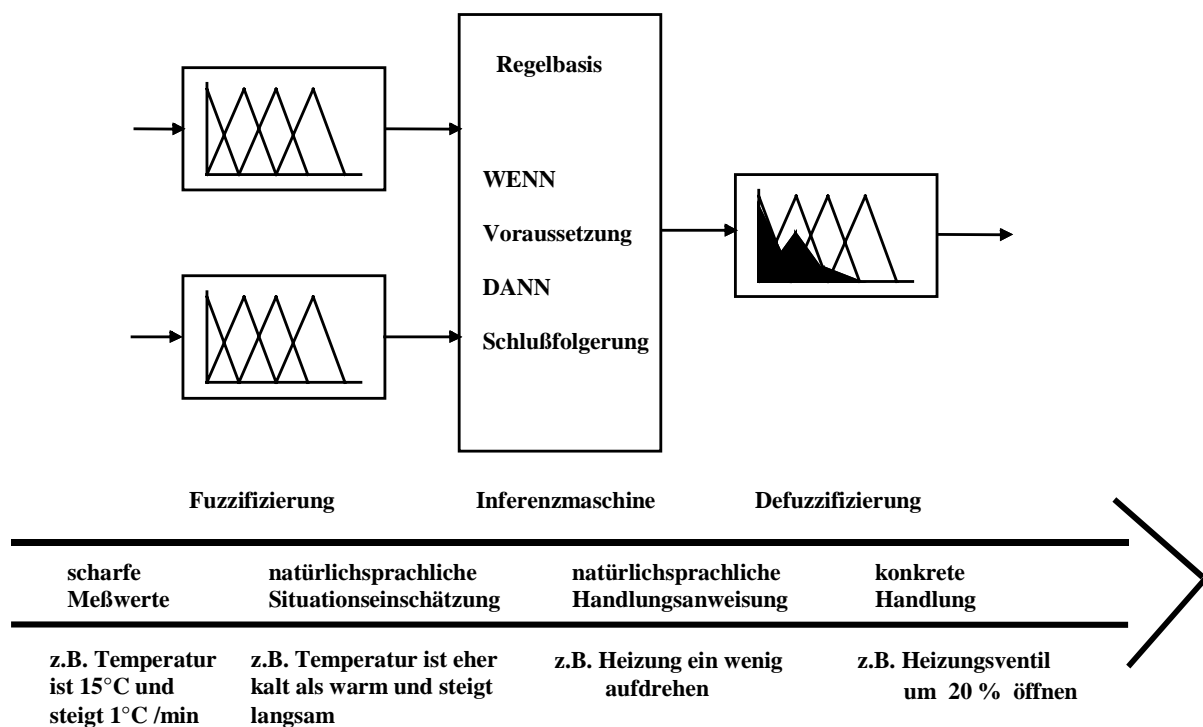 Regelbasis
WENN
Voraussetzung
DANN
Schlußfolgerung
Fuzzifizierung
Inferenzmaschine
Defuzzifizierung
scharfe
Meßwerte
natürlichsprachliche
Situationseinschätzung
natürlichsprachliche
Handlungsanweisung
konkrete
Handlung
z.B. Temperatur
ist 15°C und
steigt 1°C /min
z.B. Temperatur ist eher
kalt als warm und steigt
langsam
z.B. Heizung ein wenig
aufdrehen
z.B. Heizungsventil
um 20 % öffnen